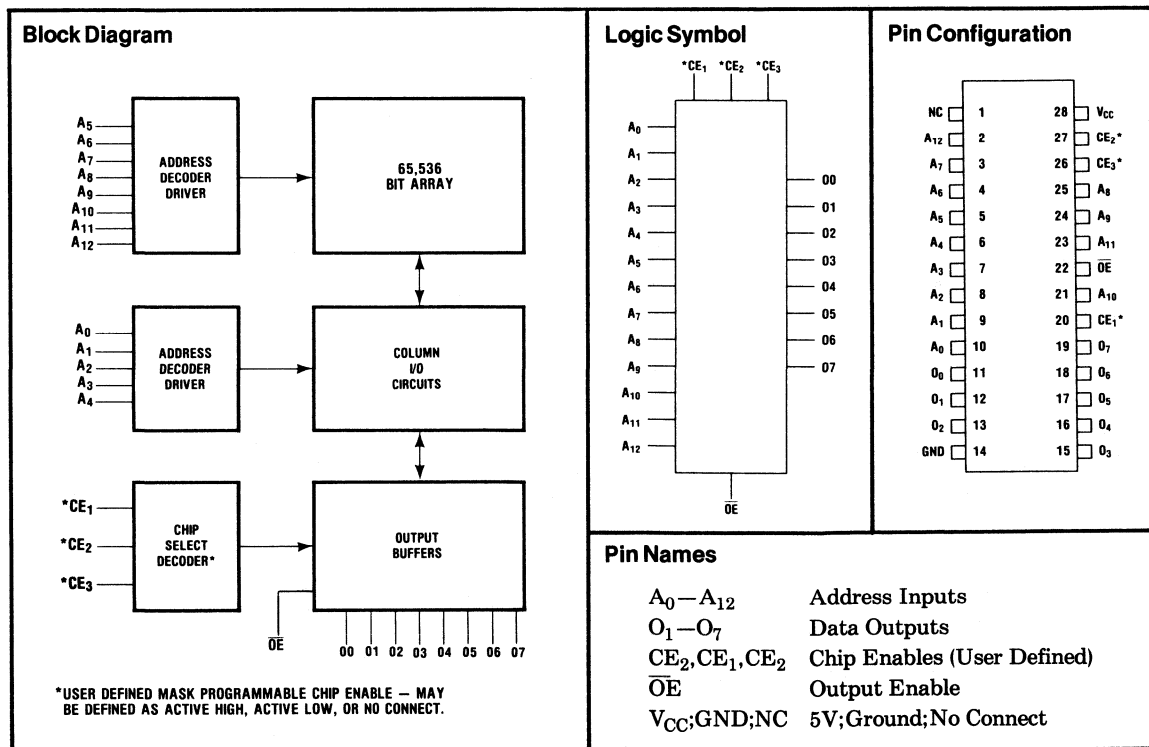 Block Diagram
A5
A6
A7
A8
A9
A10
A11
A12
ADDRESS
DECODER
DRIVER
65,536
BIT ARRAY
A0
A1
A2
A3
A4
ADDRESS
DECODER
DRIVER
COLUMN
I/O
CIRCUITS
*CE1
*CE2
*CE3
CHIP
SELECT
DECODER*
OUTPUT
BUFFERS
O̅E̅
00 01 02 03 04 05 06 07
*USER DEFINED MASK PROGRAMMABLE CHIP ENABLE — MAY
BE DEFINED AS ACTIVE HIGH, ACTIVE LOW, OR NO CONNECT.
Logic Symbol
*CE1 *CE2 *CE3
A0
A1
A2
A3
A4
A5
A6
A7
A8
A9
A10
A11
A12
00
01
02
03
04
05
06
07
O̅E̅
Pin Configuration
NC 1 28 VCC
A12 2 27 CE2*
A7 3 26 CE3*
A6 4 25 A8
A5 5 24 A9
A4 6 23 A11
A3 7 22 O̅E̅
A2 8 21 A10
A1 9 20 CE1*
A0 10 19 O7
O0 11 18 O6
O1 12 17 O5
O2 13 16 O4
GND 14 15 O3
Pin Names
A0—A12 Address Inputs
O1—O7 Data Outputs
CE2,CE1,CE2 Chip Enables (User Defined)
O̅E̅ Output Enable
VCC;GND;NC 5V;Ground;No Connect